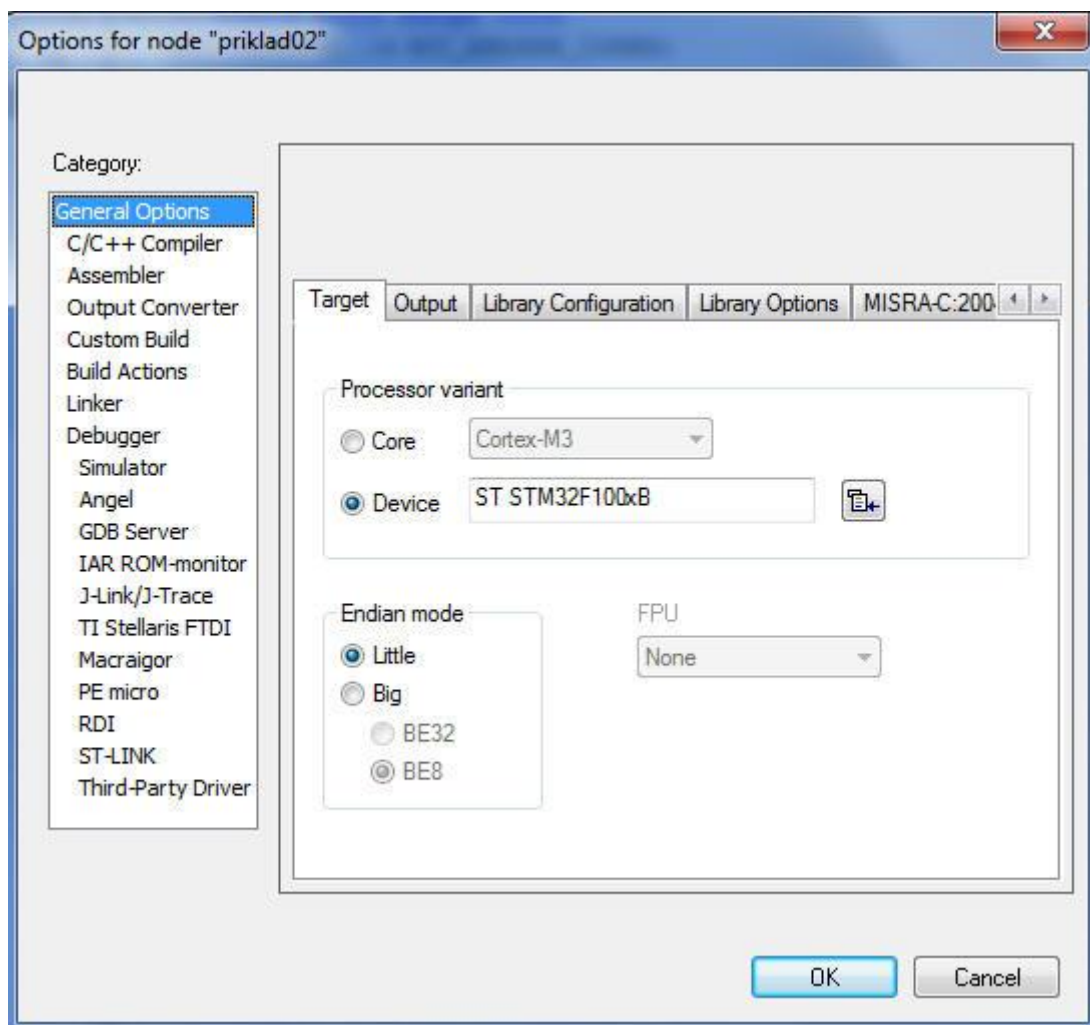 Options for node "priklad02"
Category:
General Options
C/C++ Compiler
Assembler
Output Converter
Custom Build
Build Actions
Linker
Debugger
Simulator
Angel
GDB Server
IAR ROM-monitor
J-Link/J-Trace
TI Stellaris FTDI
Macraigor
PE micro
RDI
ST-LINK
Third-Party Driver
Target Output Library Configuration Library Options MISRA-C:200
Processor variant
Core Cortex-M3
Device ST STM32F100xB
Endian mode
Little
Big
BE32
BE8
FPU
None
OK Cancel